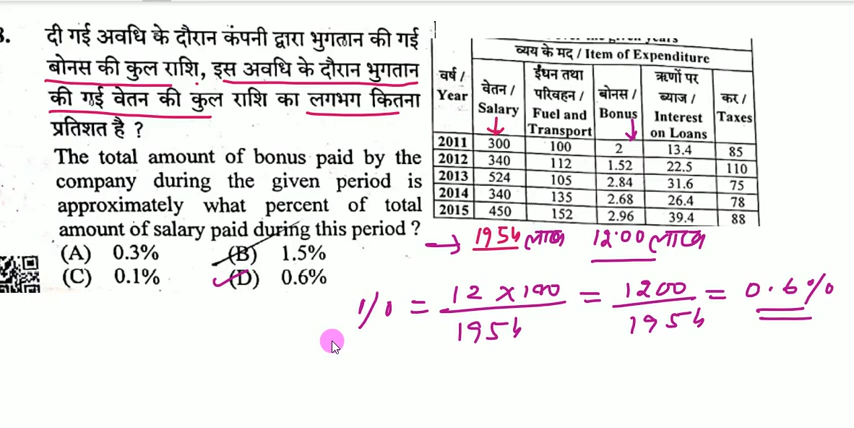 3.
दी गई अवधि के दौरान कंपनी द्वारा भुगतान की गई
बोनस की कुल राशि, इस अवधि के दौरान भुगतान
की गई वेतन की कुल राशि का लगभग कितना
प्रतिशत है ?
The total amount of bonus paid by the
company during the given period is
approximately what percent of total
amount of salary paid during this period ?
(A) 0.3% (B) 1.5%
(C) 0.1% (D) 0.6%
वर्ष / Year
व्यय के मद / Item of Expenditure
वेतन / Salary
ईंधन तथा परिवहन / Fuel and Transport
बोनस / Bonus
ऋणों पर ब्याज / Interest on Loans
कर / Taxes
2011 300 100 2 13.4 85
2012 340 112 1.52 22.5 110
2013 524 105 2.84 31.6 75
2014 340 135 2.68 26.4 78
2015 450 152 2.96 39.4 88
1954 लाख 12.00 लाख
% = 12 × 100 / 1954 = 1200 / 1954 = 0.6%